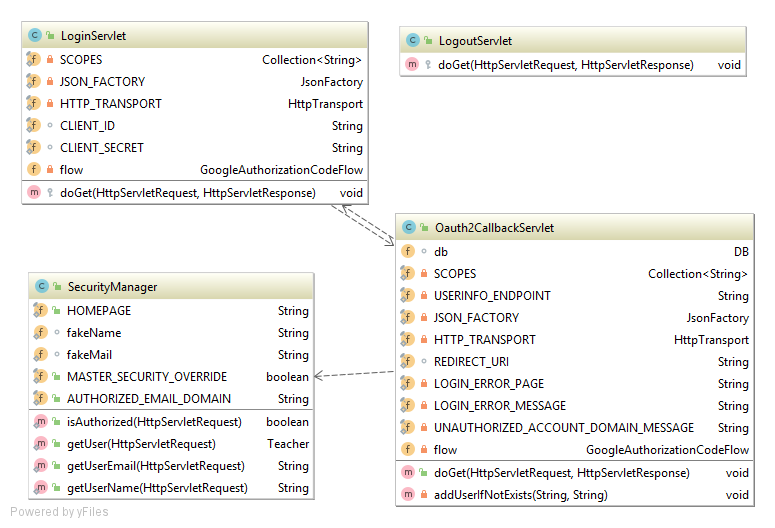 LoginServlet
SCOPES Collection<String>
JSON_FACTORY JsonFactory
HTTP_TRANSPORT HttpTransport
CLIENT_ID String
CLIENT_SECRET String
flow GoogleAuthorizationCodeFlow
doGet(HttpServletRequest, HttpServletResponse) void
LogoutServlet
doGet(HttpServletRequest, HttpServletResponse) void
SecurityManager
HOMEPAGE String
fakeName String
fakeMail String
MASTER_SECURITY_OVERRIDE boolean
AUTHORIZED_EMAIL_DOMAIN String
isAuthorized(HttpServletRequest) boolean
getUser(HttpServletRequest) Teacher
getUserEmail(HttpServletRequest) String
getUserName(HttpServletRequest) String
Oauth2CallbackServlet
db DB
SCOPES Collection<String>
USERINFO_ENDPOINT String
JSON_FACTORY JsonFactory
HTTP_TRANSPORT HttpTransport
REDIRECT_URI String
LOGIN_ERROR_PAGE String
LOGIN_ERROR_MESSAGE String
UNAUTHORIZED_ACCOUNT_DOMAIN_MESSAGE String
flow GoogleAuthorizationCodeFlow
doGet(HttpServletRequest, HttpServletResponse) void
addUserIfNotExists(String, String) void
Powered by yFiles